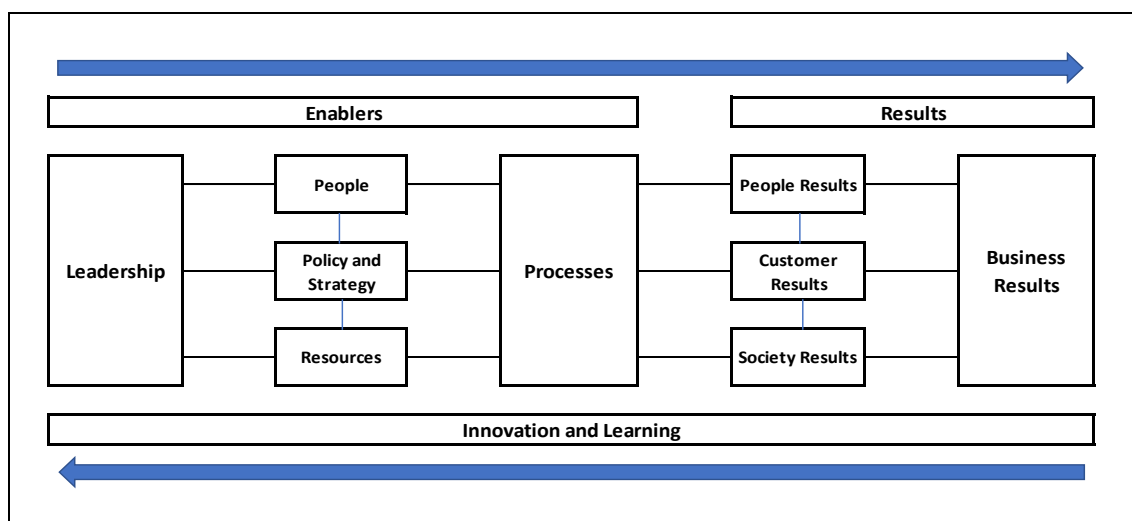 Enablers
Results
Leadership
People
Policy and
Strategy
Resources
Processes
People Results
Customer
Results
Society Results
Business
Results
Innovation and Learning